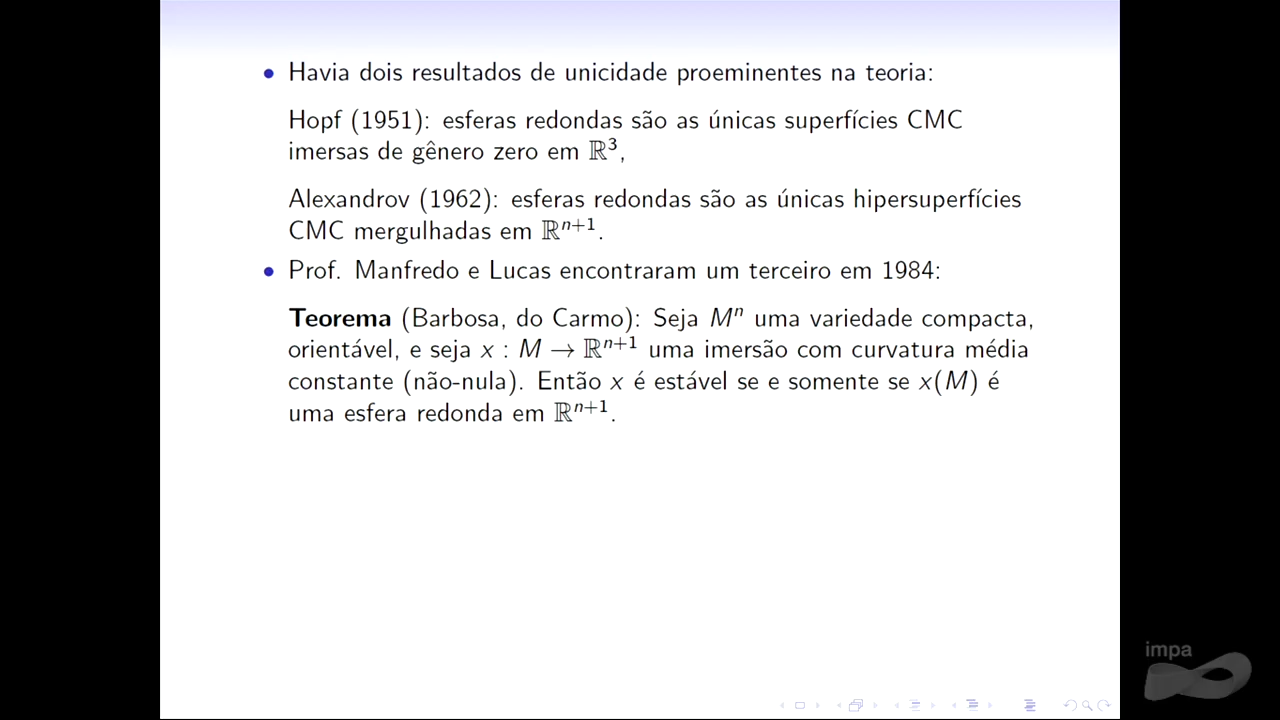 • Havia dois resultados de unicidade proeminentes na teoria:
Hopf (1951): esferas redondas são as únicas superfícies CMC
imersas de gênero zero em ℝ³,
Alexandrov (1962): esferas redondas são as únicas hipersuperfícies
CMC mergulhadas em ℝⁿ⁺¹.
• Prof. Manfredo e Lucas encontraram um terceiro em 1984:
Teorema (Barbosa, do Carmo): Seja Mⁿ uma variedade compacta,
orientável, e seja x : M → ℝⁿ⁺¹ uma imersão com curvatura média
constante (não-nula). Então x é estável se e somente se x(M) é
uma esfera redonda em ℝⁿ⁺¹.
impa